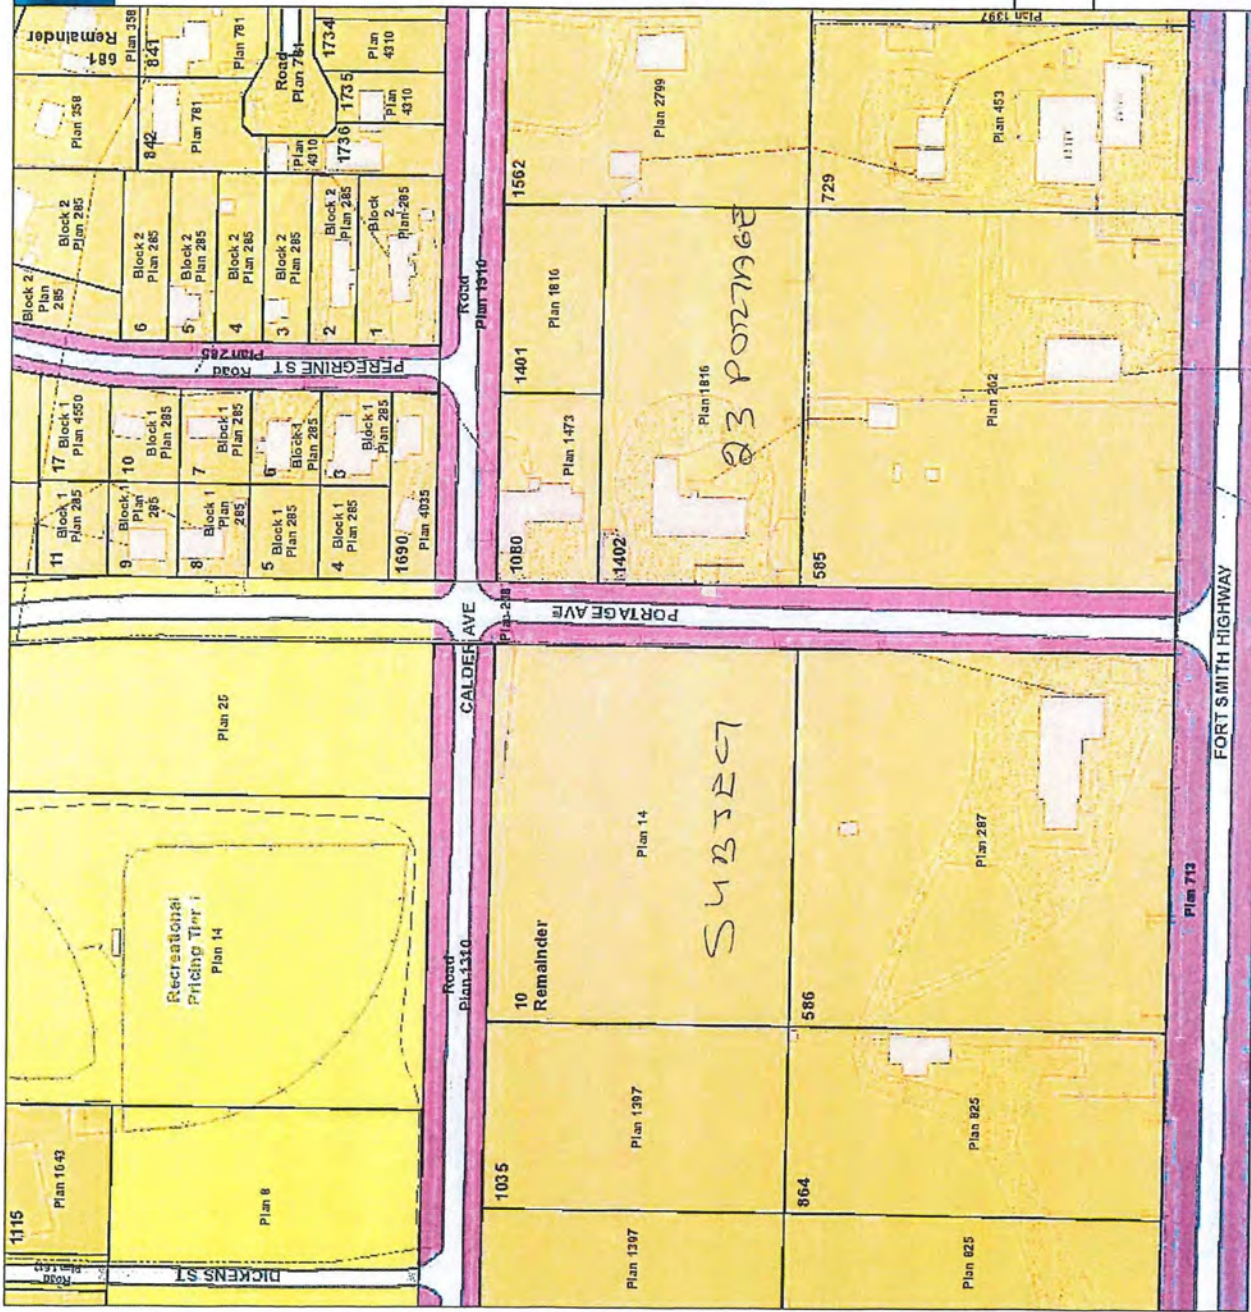 681
Remainder
Plan 358
841
Plan 781
Road
Plan 781
1734
Plan
4310
Plan 358
842
Plan 781
1735
Plan
4310
Plan
4310
1736
Block 2
Plan 285
Block 2
Plan
285
6
Block 2
Plan 285
5
Block 2
Plan 285
4
Block 2
Plan 285
3
Block 2
Plan 285
2
Block 2
Plan 285
1
Block
2
Plan 285
Road
Plan 285
PEREGRINE ST
17
Block 1
Plan 4550
10
Block 1
Plan 285
7
Block 1
Plan 285
6
Block 1
Plan 285
3
Block 1
Plan 285
11
Block 1
Plan 285
9
Block 1
Plan
285
8
Block 1
Plan
285
5
Block 1
Plan 285
4
Block 1
Plan 285
1690
Plan 4035
Road
Plan 1310
1562
Plan 2799
1401
Plan 1816
1080
Plan 1473
1402
Plan 1816
23 PORTAGE
Plan 1397
729
Plan 453
585
Plan 262
PORTAGE AVE
CALDER AVE
Plan 25
Recreational
Pricing Tier 1
Plan 14
1115
Plan 1643
Plan 8
DICKENS ST
Road
Road
Plan 1310
10
Remainder
Plan 14
SUBJECT
1035
Plan 1397
Plan 1397
586
Plan 287
864
Plan 825
Plan 825
Plan 713
FORT SMITH HIGHWAY